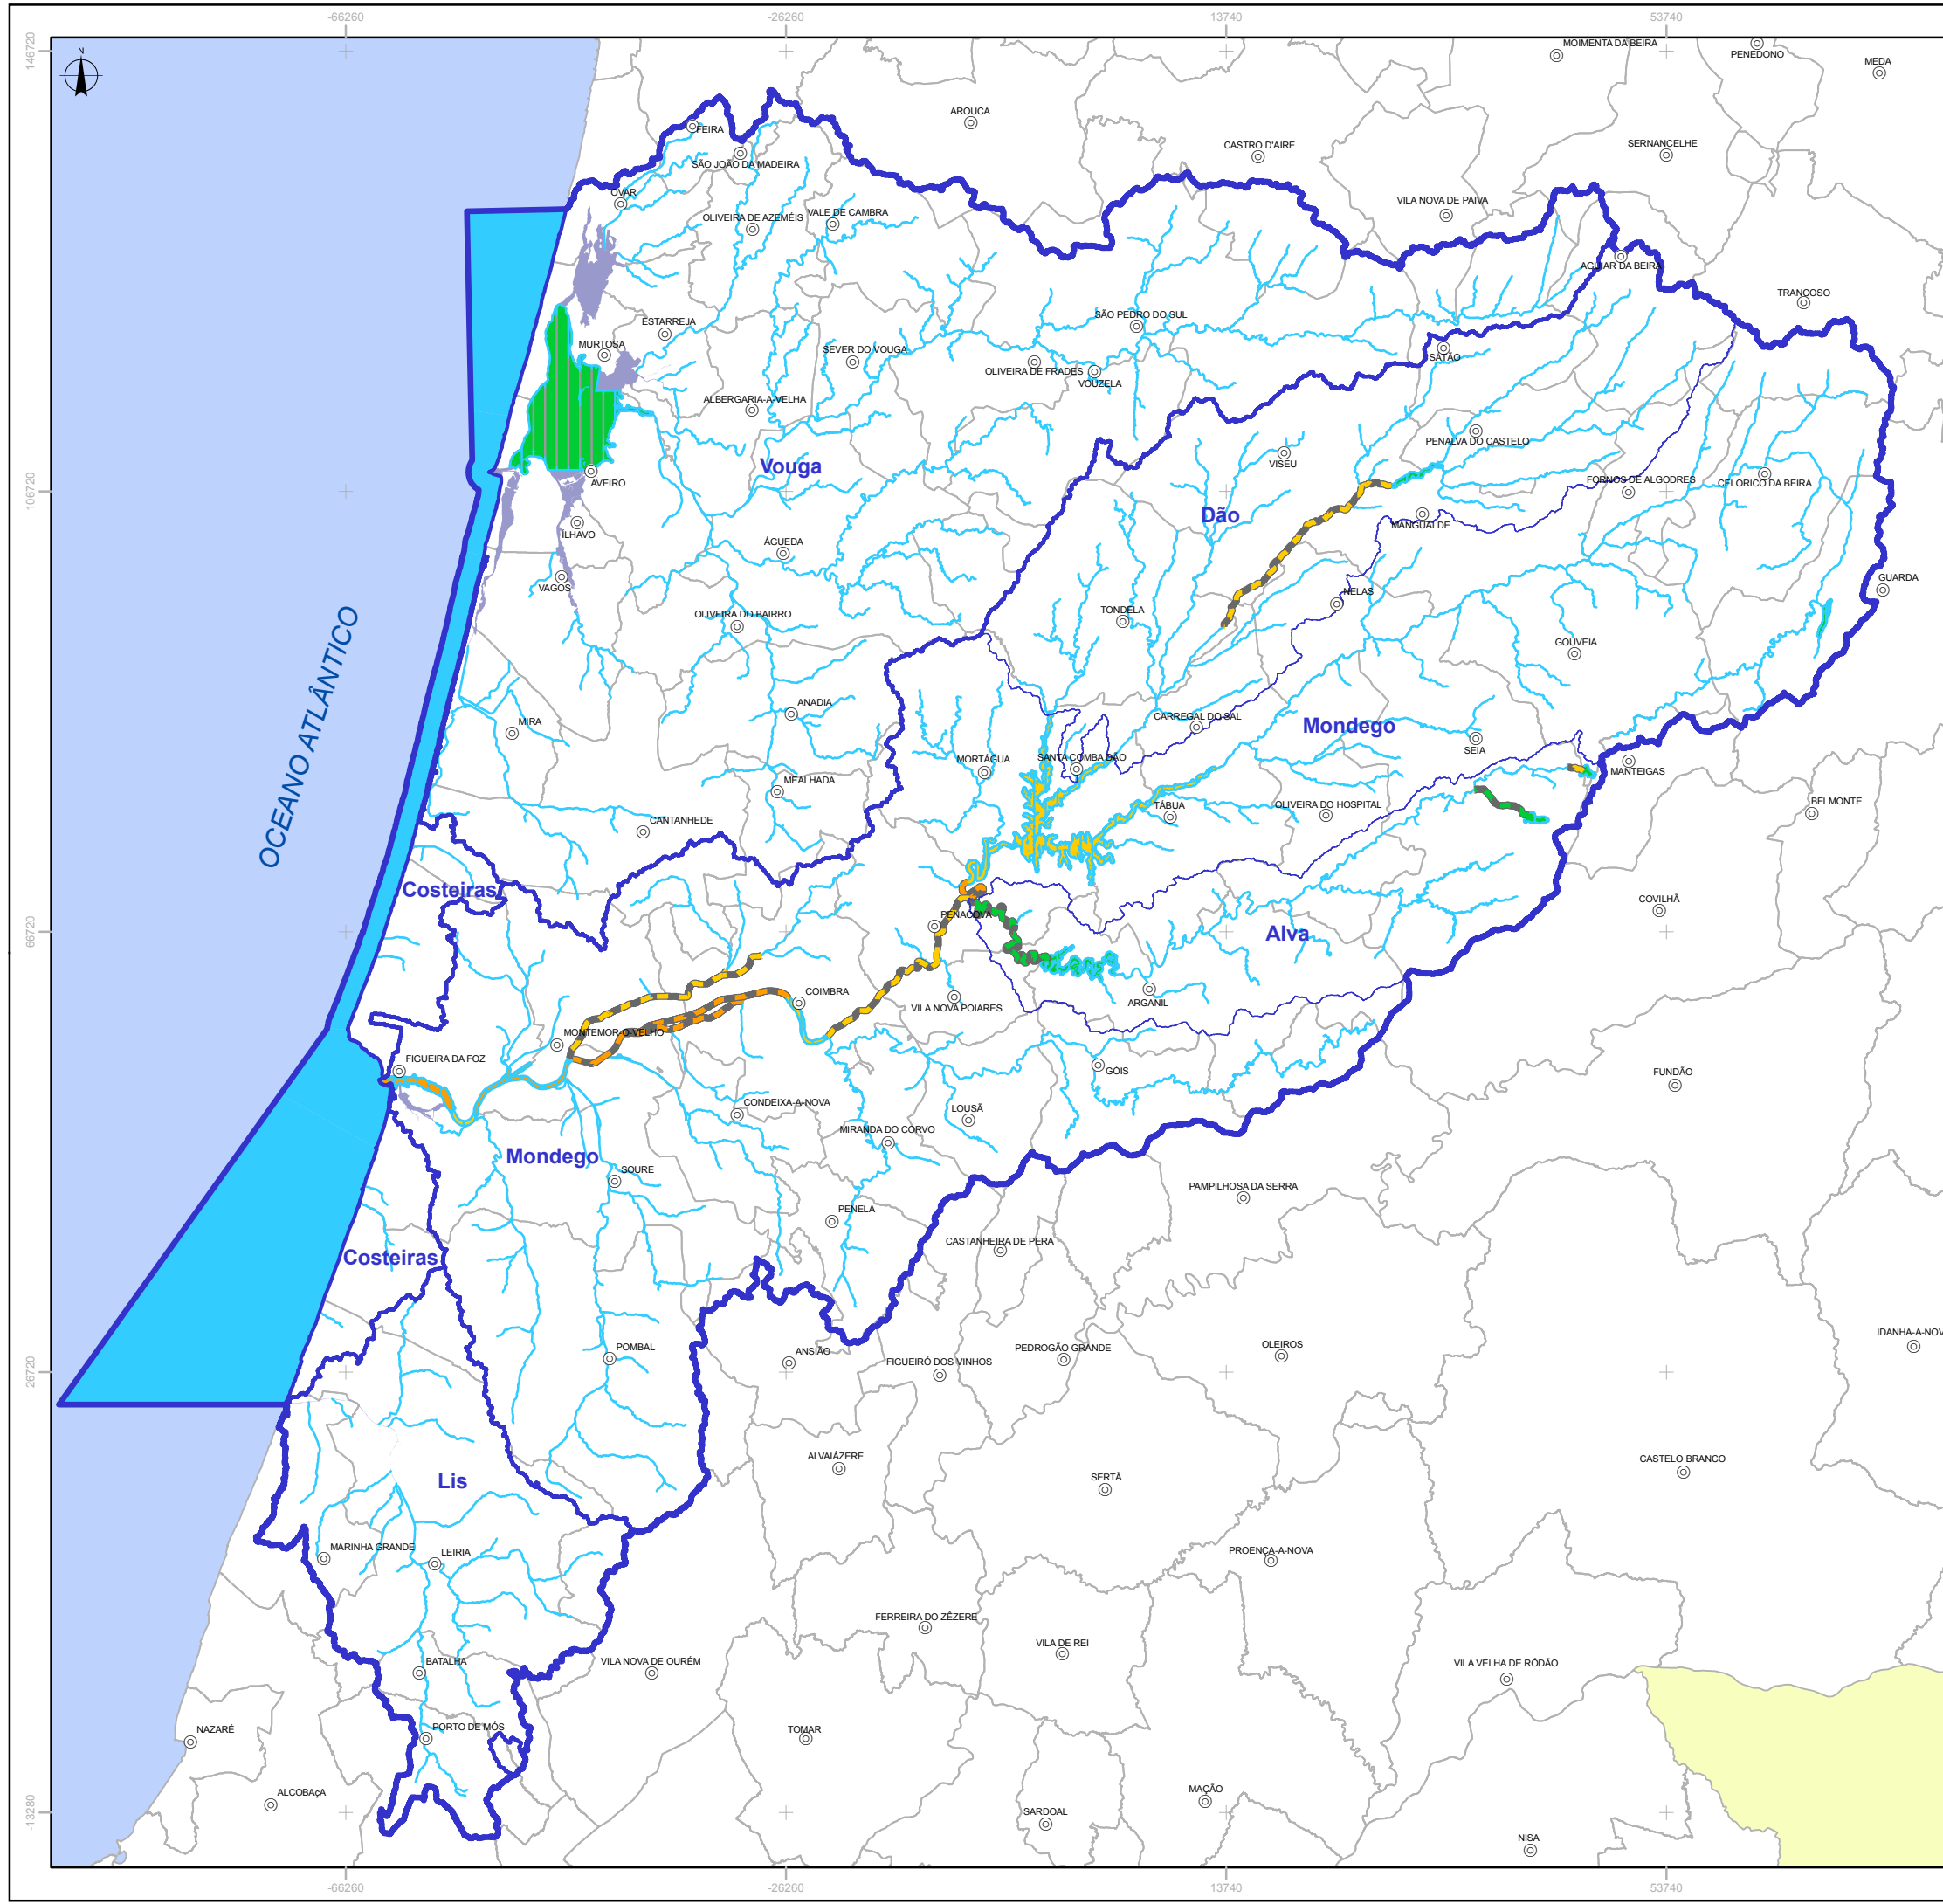 -66260
-26260
13740
53740
146720
N
MOIMENTA DA BEIRA
PENEDONO
MEDA
AROUCA
FEIRA
CASTRO D'AIRE
SERNANCELHE
SÃO JOÃO DA MADEIRA
OVAR
VILA NOVA DE PAIVA
OLIVEIRA DE AZEMÉIS
VALE DE CAMBRA
AGUIAR DA BEIRA
TRANCOSO
SÃO PEDRO DO SUL
ESTARREJA
MURTOSA
SEVER DO VOUGA
SATÃO
OLIVEIRA DE FRADES
VOUZELA
ALBERGARIA-A-VELHA
PENALVA DO CASTELO
Vouga
VISEU
106720
AVEIRO
FORNOS DE ALGODRES
CELORICO DA BEIRA
Dão
MANGUALDE
ÍLHAVO
ÁGUEDA
VAGOS
GUARDA
NELAS
TONDELA
OLIVEIRA DO BAIRRO
GOUVEIA
OCEANO ATLÂNTICO
ANADIA
MIRA
CARREGAL DO SAL
Mondego
SEIA
MORTÁGUA
SANTA COMBA DÃO
MANTEIGAS
MEALHADA
TÁBUA
OLIVEIRA DO HOSPITAL
BELMONTE
CANTANHEDE
Costeiras
COVILHÃ
PENACOVA
66720
Alva
COIMBRA
ARGANIL
VILA NOVA POIARES
MONTEMOR-O-VELHO
FIGUEIRA DA FOZ
GÓIS
FUNDÃO
CONDEIXA-A-NOVA
LOUSÃ
MIRANDA DO CORVO
Mondego
SOURE
PAMPILHOSA DA SERRA
PENELA
CASTANHEIRA DE PERA
Costeiras
IDANHA-A-NOV
OLEIROS
POMBAL
PEDROGÃO GRANDE
ANSIÃO
FIGUEIRÓ DOS VINHOS
26720
ALVAIÁZERE
CASTELO BRANCO
Lis
SERTÃ
MARINHA GRANDE
LEIRIA
PROENÇA-A-NOVA
FERREIRA DO ZÊZERE
VILA DE REI
BATALHA
VILA NOVA DE OURÉM
VILA VELHA DE RÓDÃO
NAZARÉ
PORTO DE MÓS
TOMAR
ALCOBAçA
MAÇÃO
-13280
SARDOAL
NISA
-66260
-26260
13740
53740